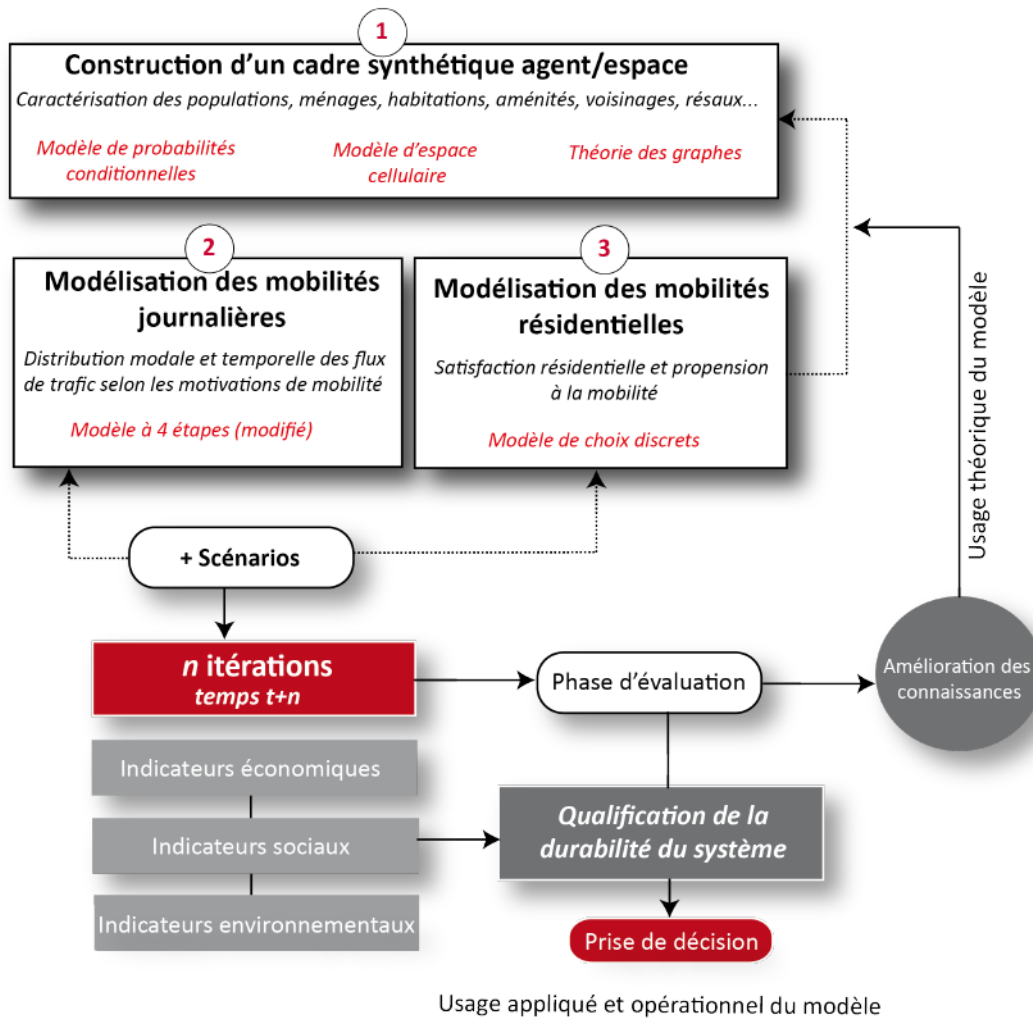 1
Construction d'un cadre synthétique agent/espace
Caractérisation des populations, ménages, habitations, aménités, voisinages, résaux...
Modèle de probabilités
conditionnelles
Modèle d'espace
cellulaire
Théorie des graphes
2
Modélisation des mobilités
journalières
Distribution modale et temporelle des flux
de trafic selon les motivations de mobilité
Modèle à 4 étapes (modifié)
3
Modélisation des mobilités
résidentielles
Satisfaction résidentielle et propension
à la mobilité
Modèle de choix discrets
Usage théorique du modèle
+ Scénarios
n itérations
temps t+n
Phase d'évaluation
Amélioration des
connaissances
Indicateurs économiques
Indicateurs sociaux
Indicateurs environnementaux
Qualification de la
durabilité du système
Prise de décision
Usage appliqué et opérationnel du modèle